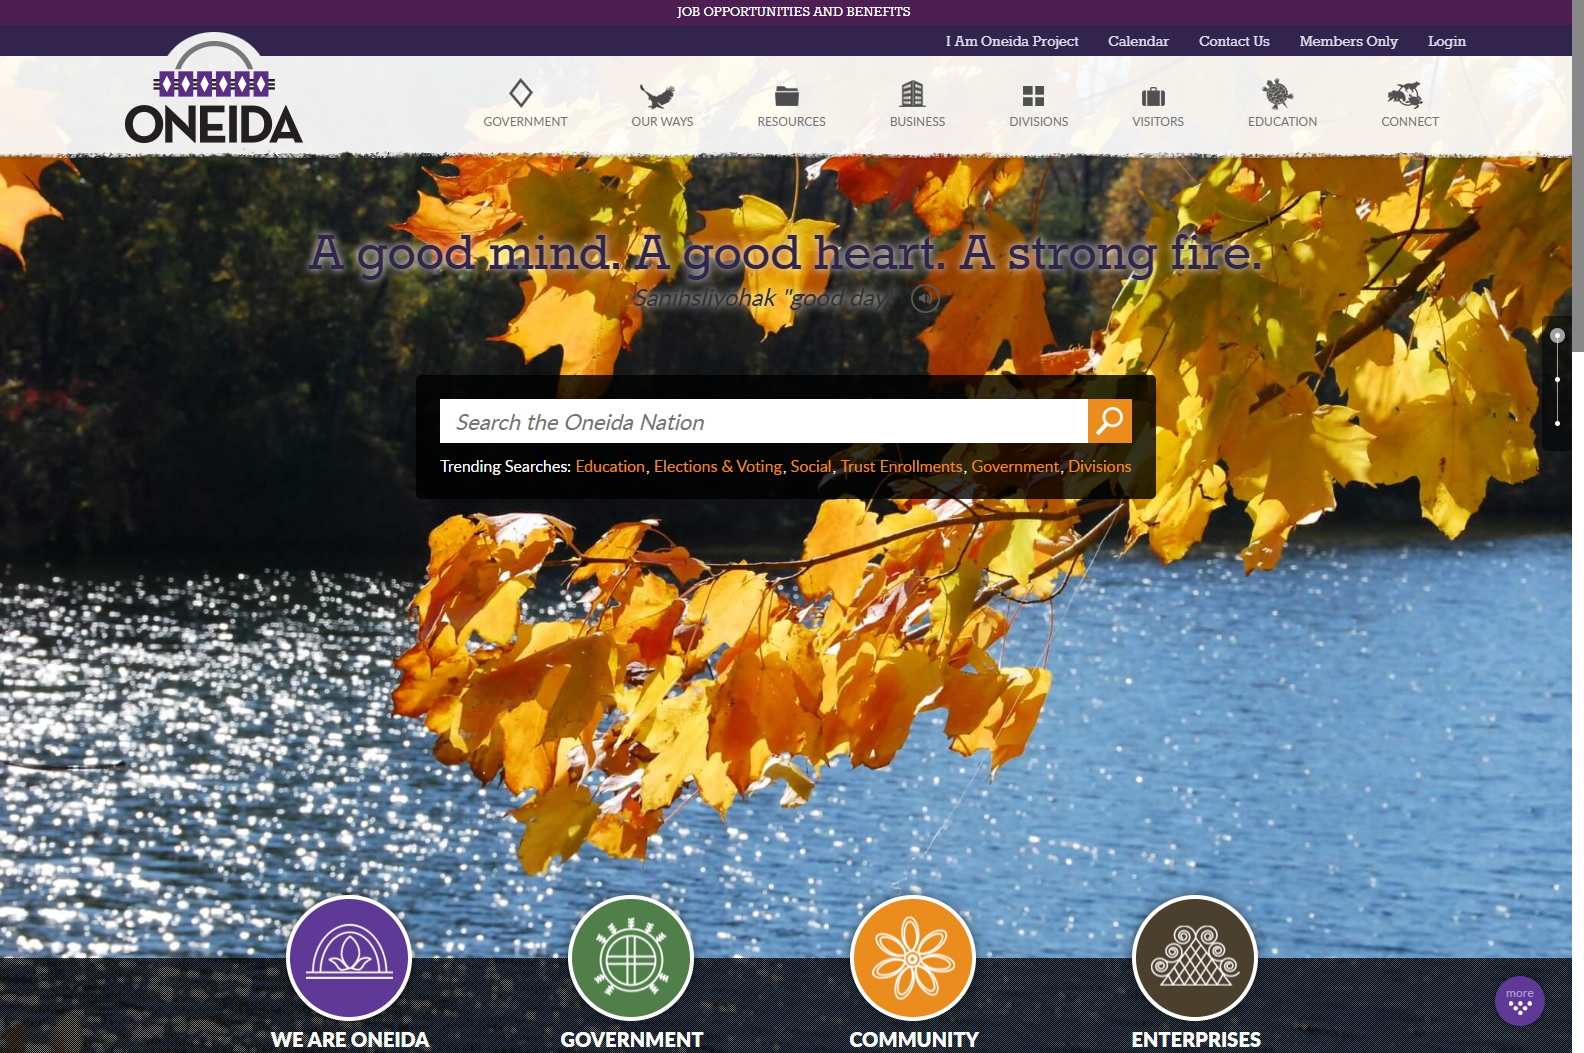 JOB OPPORTUNITIES AND BENEFITS
I Am Oneida Project Calendar Contact Us Members Only Login
ONEIDA
GOVERNMENT OUR WAYS RESOURCES BUSINESS DIVISIONS VISITORS EDUCATION CONNECT
A good mind. A good heart. A strong fire.
Sanihsliyohak "good day"
Search the Oneida Nation
Trending Searches: Education, Elections & Voting, Social, Trust Enrollments, Government, Divisions
more
WE ARE ONEIDA GOVERNMENT COMMUNITY ENTERPRISES